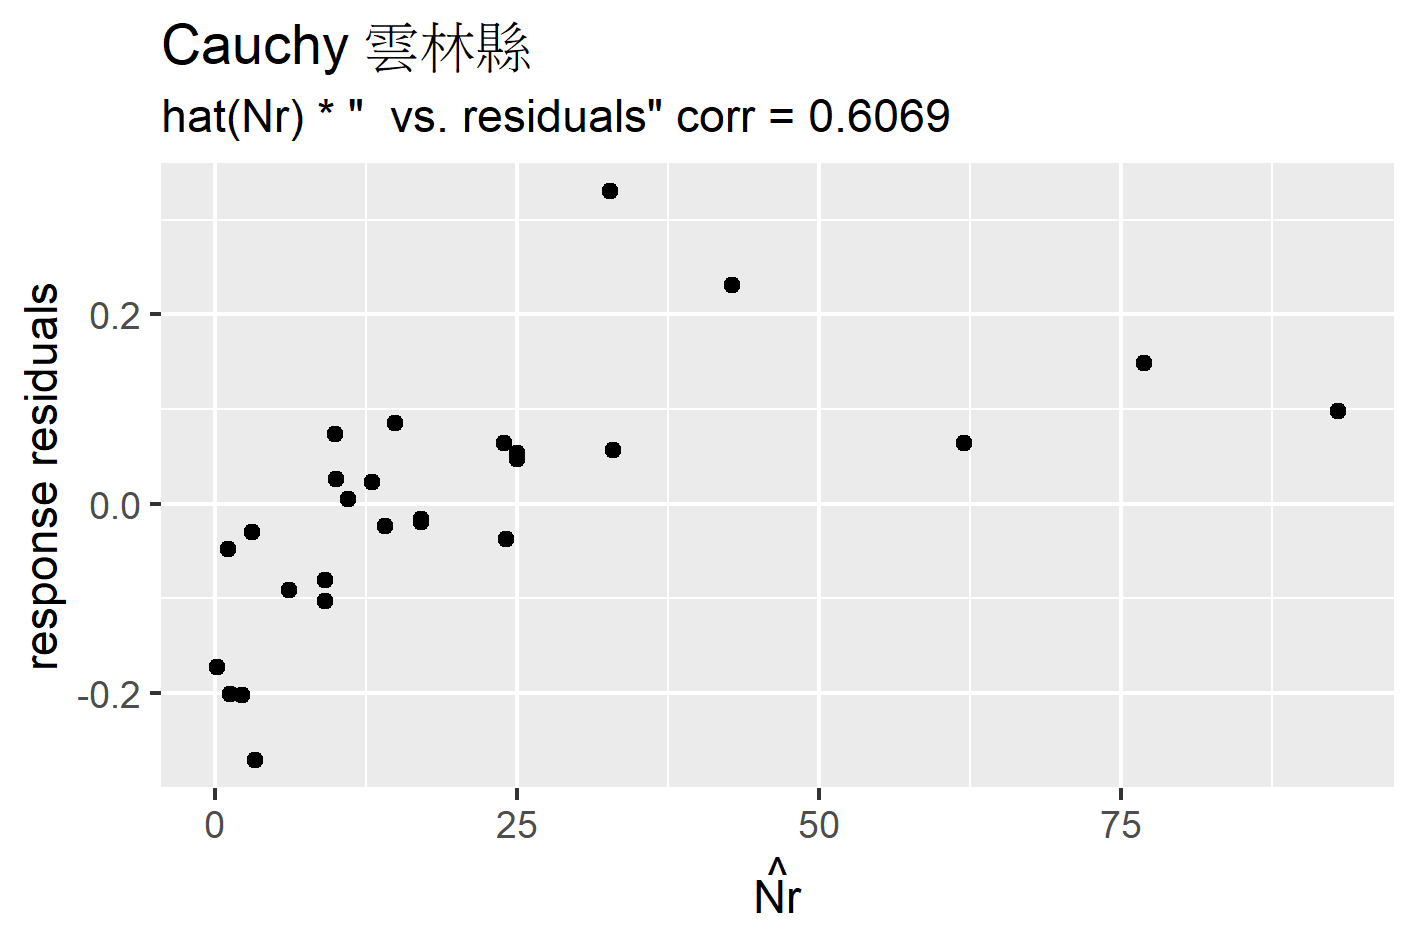 Cauchy 雲林縣
hat(Nr) * "  vs. residuals" corr = 0.6069
response residuals
0.2
0.0
-0.2
0 25 50 75
N̂r